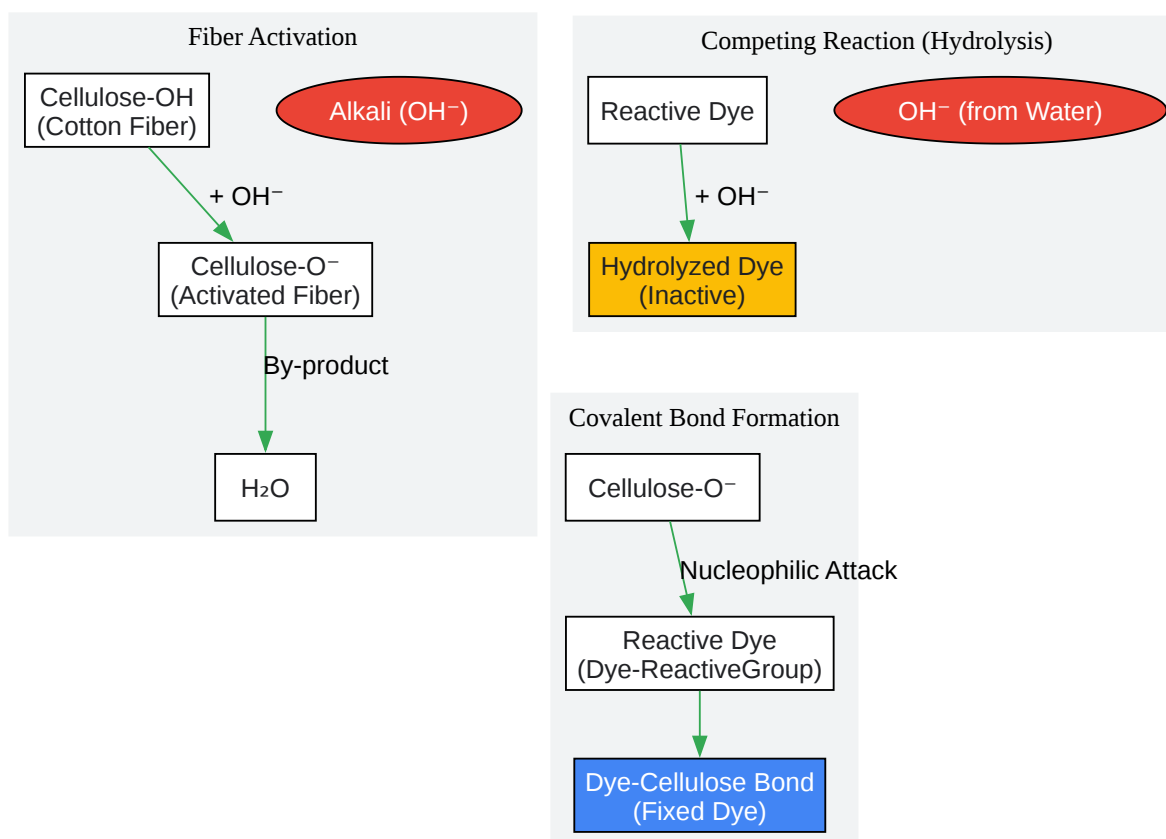 Fiber Activation
Cellulose-OH
(Cotton Fiber)
Alkali (OH⁻)
+ OH⁻
Cellulose-O⁻
(Activated Fiber)
By-product
H₂O
Competing Reaction (Hydrolysis)
Reactive Dye
OH⁻ (from Water)
+ OH⁻
Hydrolyzed Dye
(Inactive)
Covalent Bond Formation
Cellulose-O⁻
Nucleophilic Attack
Reactive Dye
(Dye-ReactiveGroup)
Dye-Cellulose Bond
(Fixed Dye)